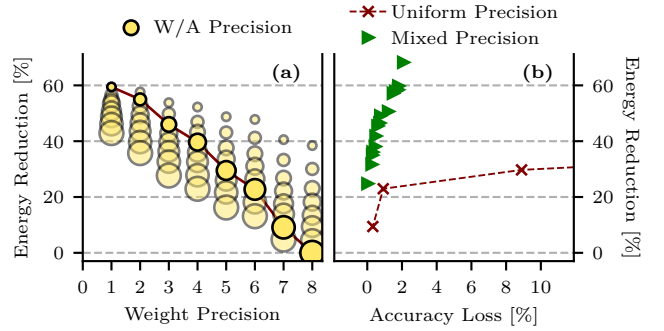 W/A Precision
Uniform Precision
Mixed Precision
(a)
(b)
Energy Reduction [%]
60
40
20
0
0 1 2 3 4 5 6 7 8
Weight Precision
0 2 4 6 8 10
Accuracy Loss [%]
60
40
20
0
Energy Reduction [%]